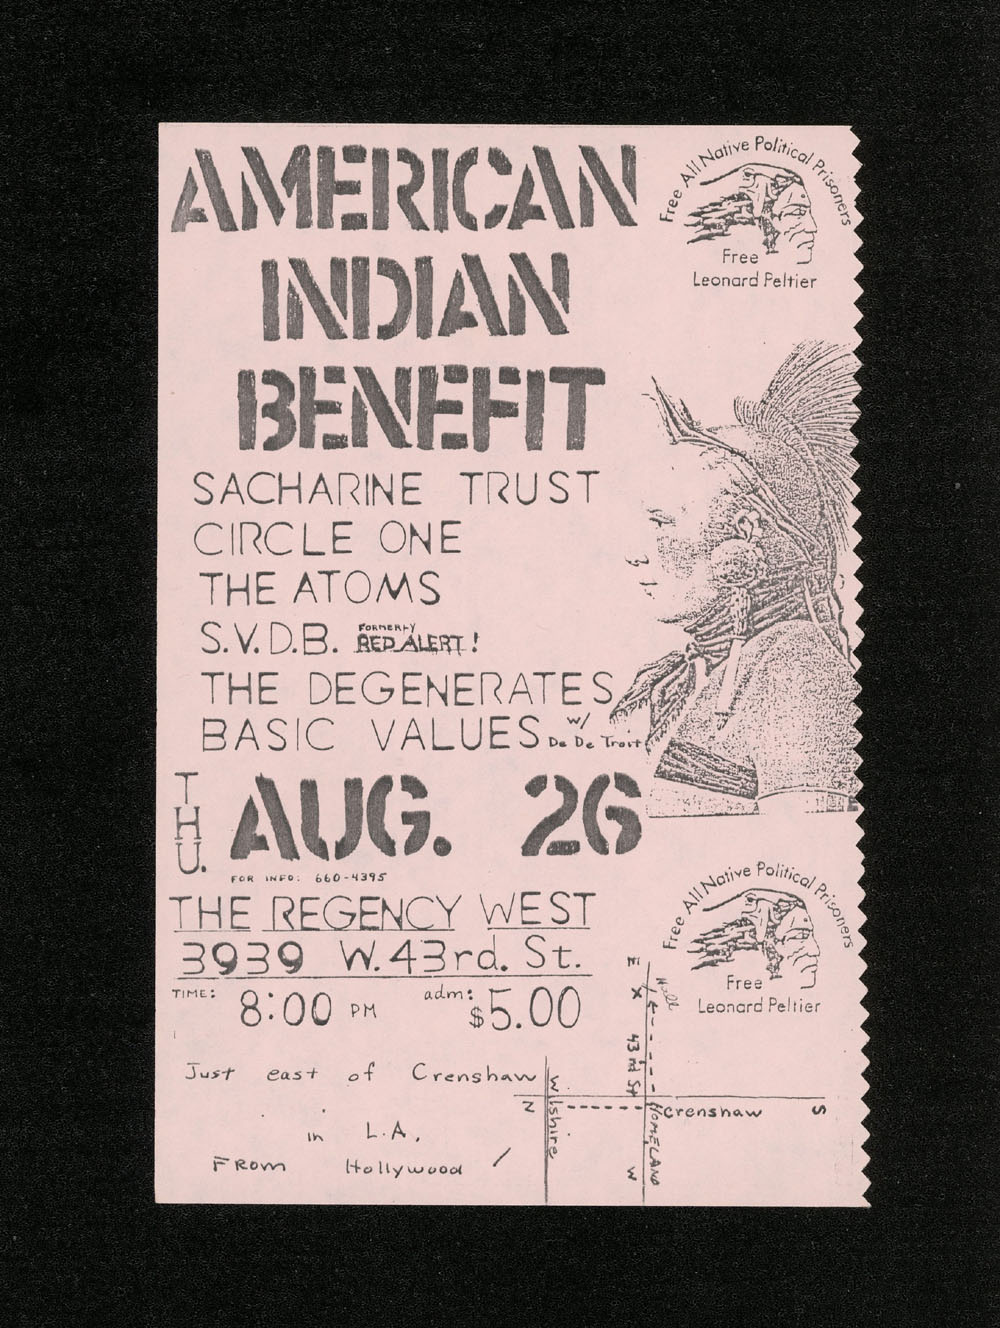 AMERICAN
INDIAN
BENEFIT
Free All Native Political Prisoners
Free
Leonard Peltier
SACHARINE TRUST
CIRCLE ONE
THE ATOMS
S.V.D.B. FORMERLY RED ALERT!
THE DEGENERATES
BASIC VALUES w/ De De Troit
THU. AUG. 26
FOR INFO: 660-4395
THE REGENCY WEST
3939 W. 43rd. St.
TIME: 8:00 PM adm: $5.00
Free All Native Political Prisoners
Free
Leonard Peltier
Just east of Crenshaw
in L.A.
FROM Hollywood /
E
X
Hall
43rd St
Wilshire
N
Crenshaw
S
HOMELAND
W